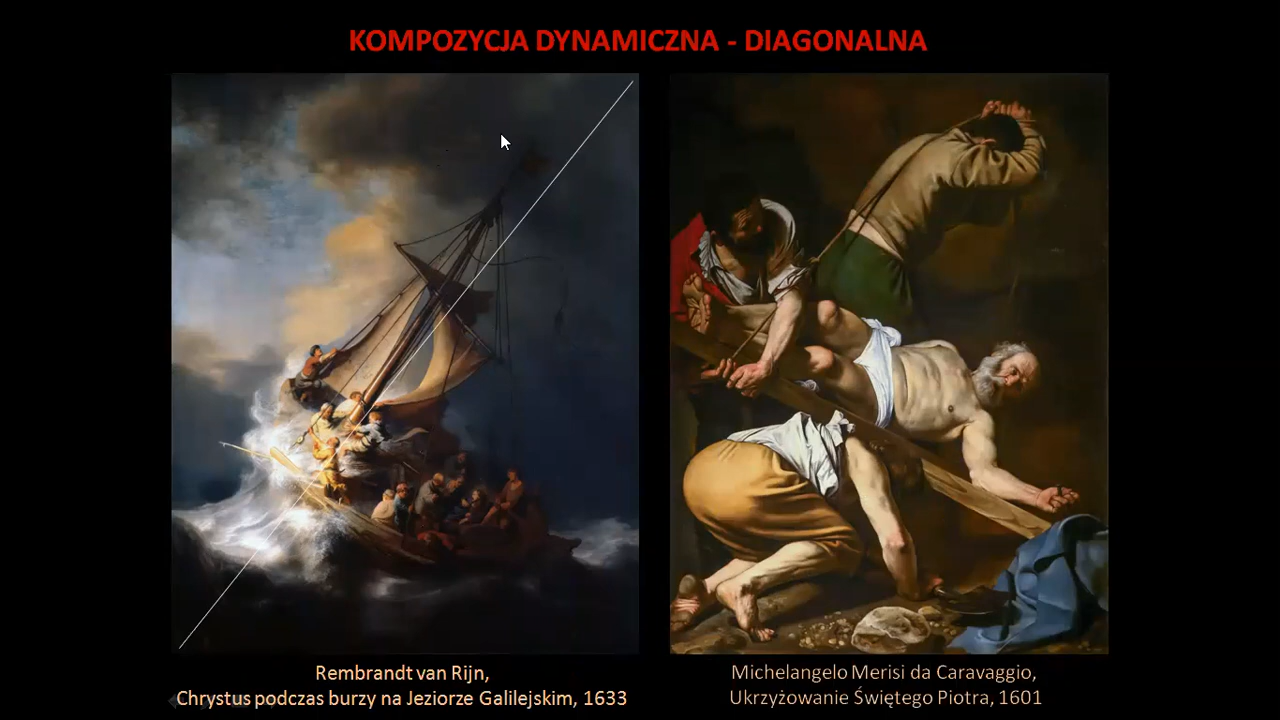 KOMPOZYCJA DYNAMICZNA - DIAGONALNA
Rembrandt van Rijn,
Chrystus podczas burzy na Jeziorze Galilejskim, 1633
Michelangelo Merisi da Caravaggio,
Ukrzyżowanie Świętego Piotra, 1601